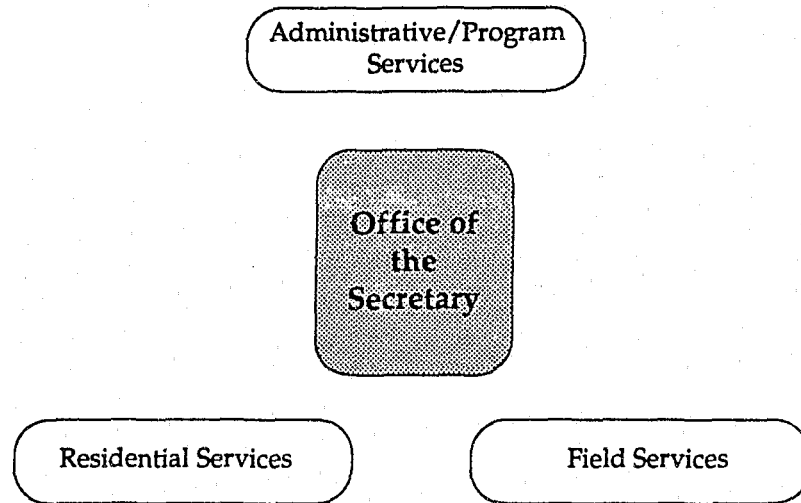 Administrative/Program
Services
Office of
the
Secretary
Residential Services
Field Services